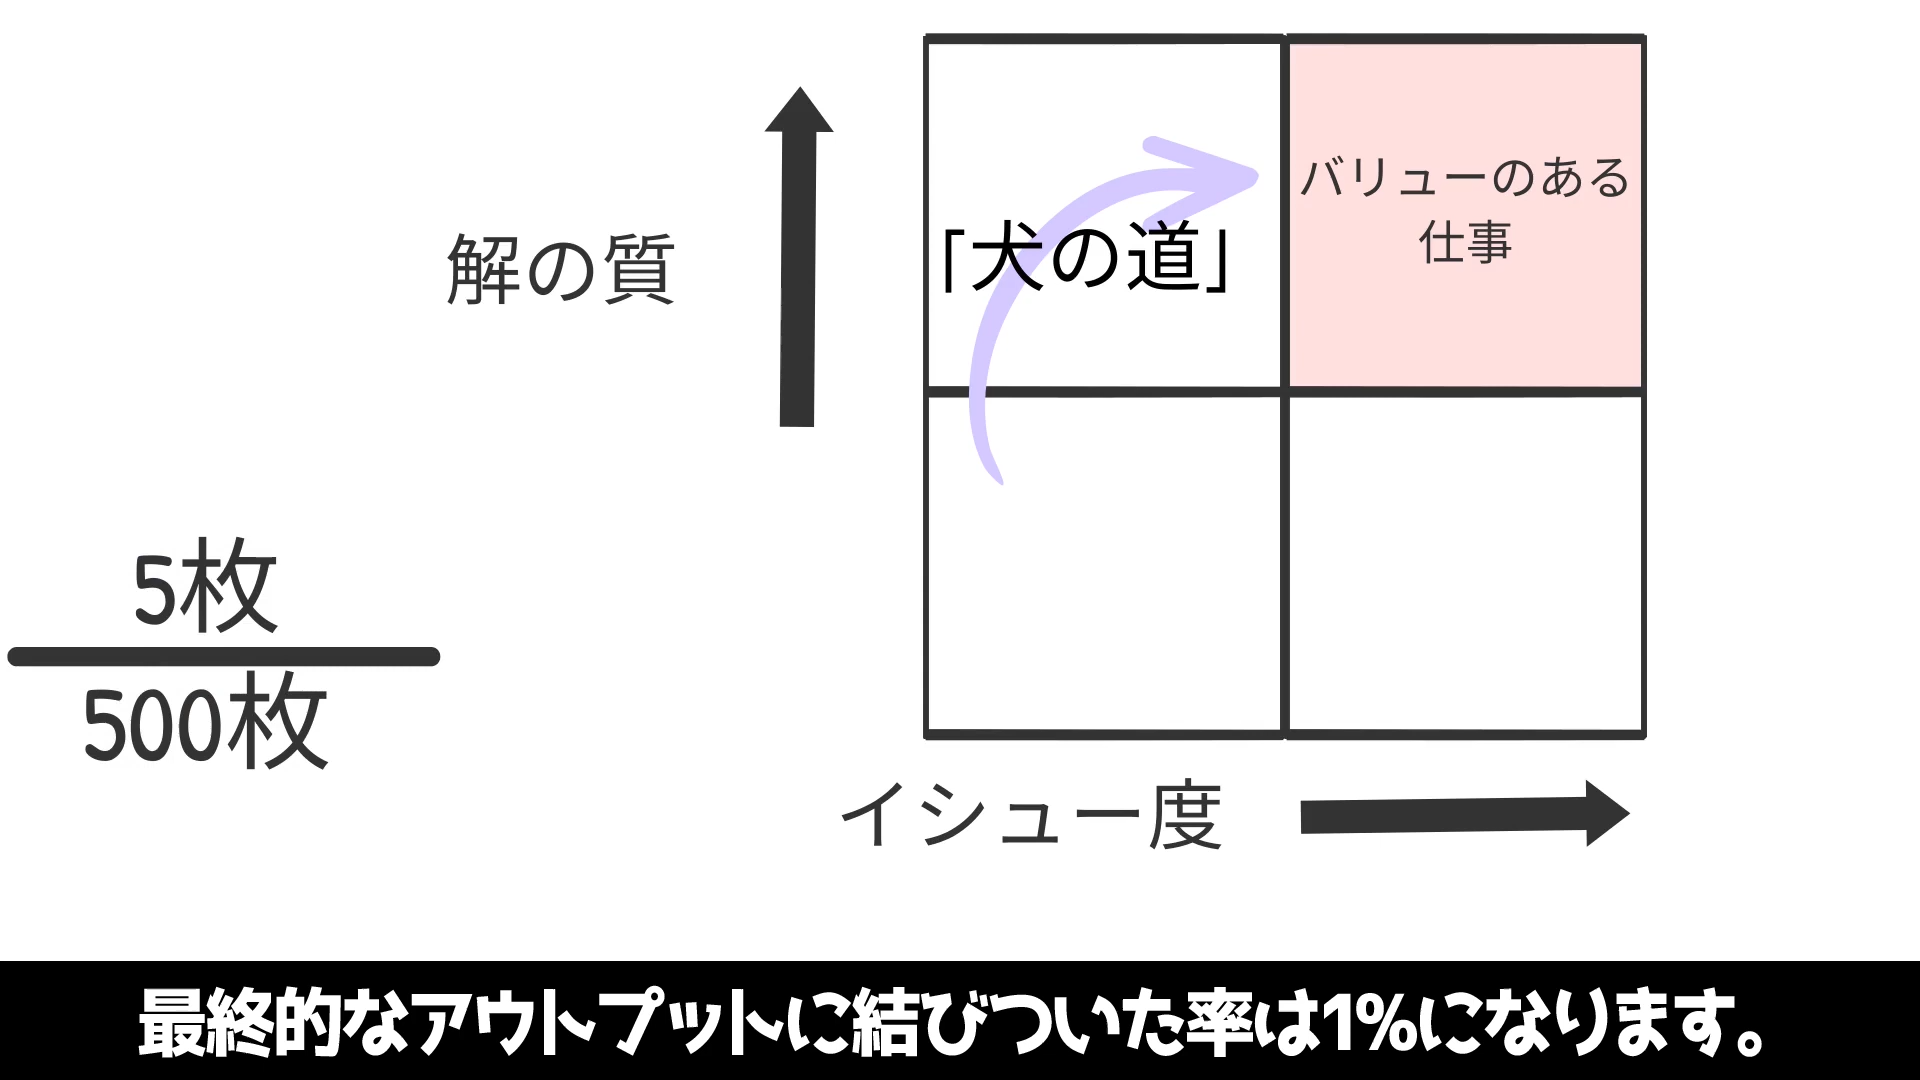 バリューのある
仕事
解の質
「犬の道」
5枚
500枚
イシュー度
最終的なアウトプットに結びついた率は1%になります。